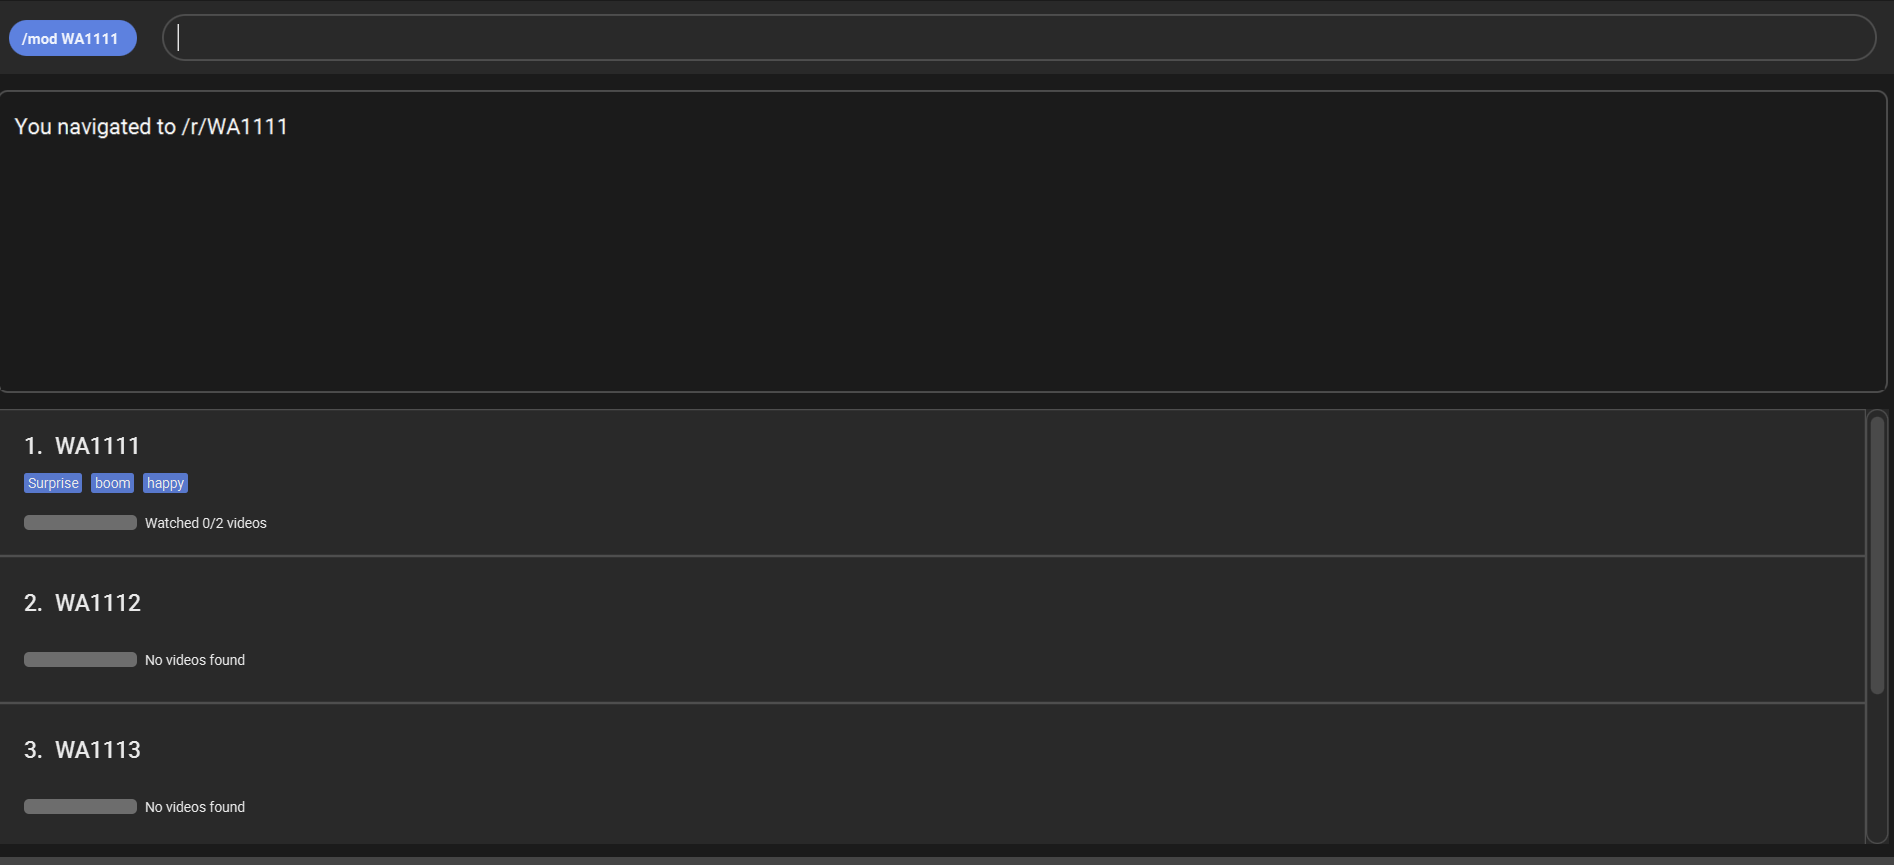 /mod WA1111
You navigated to /r/WA1111
1. WA1111
Surprise boom happy
Watched 0/2 videos
2. WA1112
No videos found
3. WA1113
No videos found